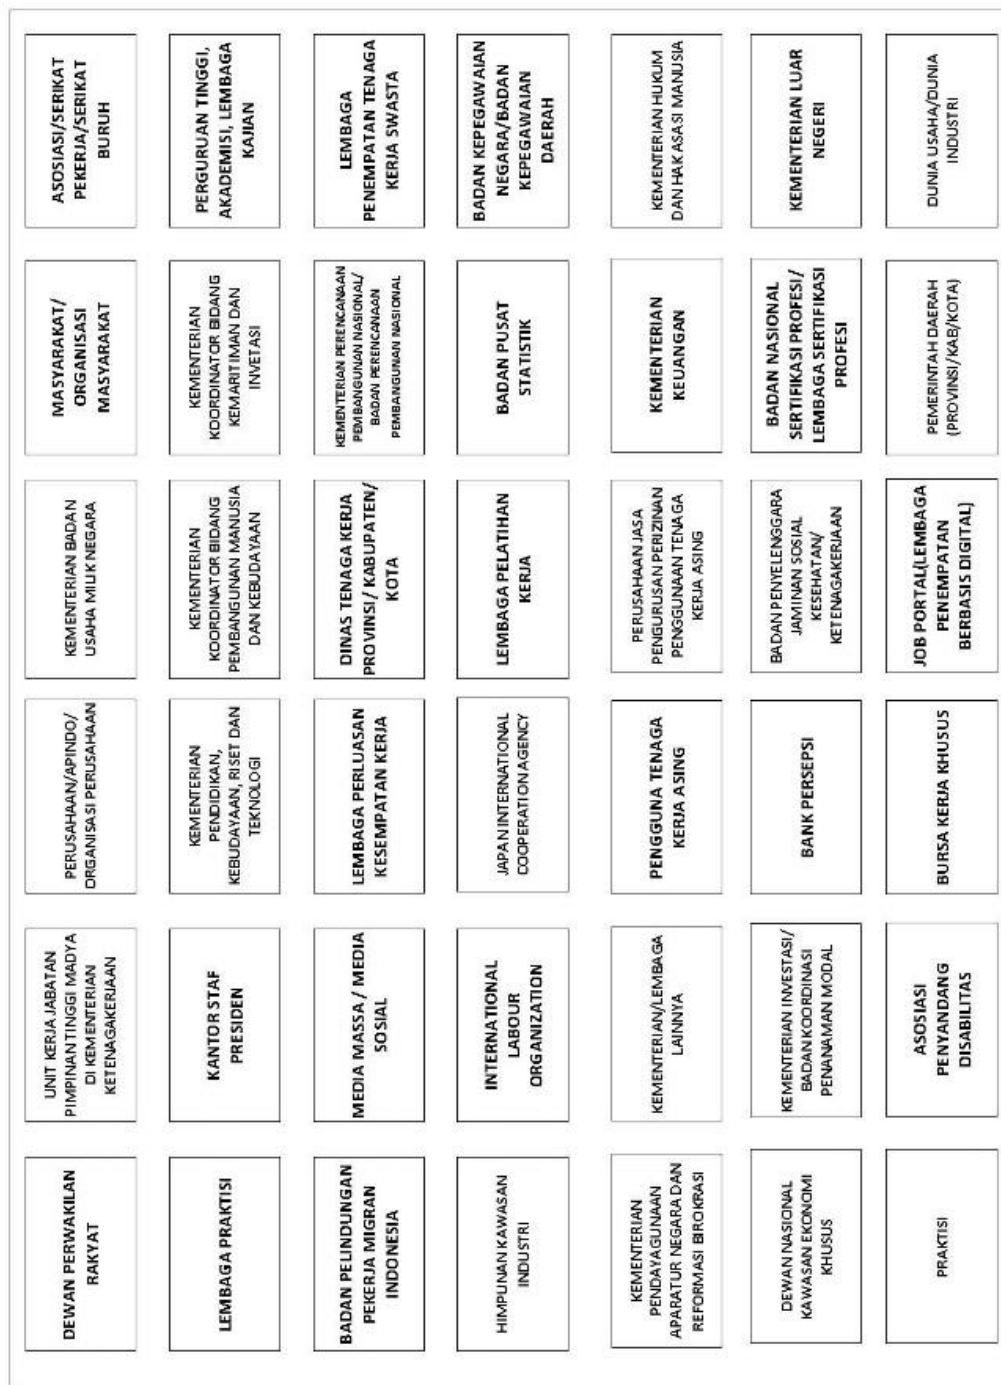 DEWAN PERWAKILAN
RAKYAT
UNIT KERJA JABATAN
PIMPINAN TINGGI MADYA
DI KEMENTERIAN
KETENAGAKERJAAN
PERUSAHAAN/APINDO/
ORGANISASI PERUSAHAAN
KEMENTERIAN BADAN
USAHA MILIK NEGARA
MASYARAKAT/
ORGANISASI
MASYARAKAT
ASOSIASI/SERIKAT
PEKERJA/SERIKAT
BURUH
LEMBAGA PRAKTISI
KANTOR STAF
PRESIDEN
KEMENTERIAN
PENDIDIKAN,
KEBUDAYAAN, RISET DAN
TEKNOLOGI
KEMENTERIAN
KOORDINATOR BIDANG
PEMBANGUNAN MANUSIA
DAN KEBUDAYAAN
KEMENTERIAN
KOORDINATOR BIDANG
KEMARITIMAN DAN
INVETASI
PERGURUAN TINGGI,
AKADEMISI, LEMBAGA
KAJIAN
BADAN PELINDUNGAN
PEKERJA MIGRAN
INDONESIA
MEDIA MASSA / MEDIA
SOSIAL
LEMBAGA PERLUASAN
KESEMPATAN KERJA
DINAS TENAGA KERJA
PROVINSI/ KABUPATEN/
KOTA
KEMENTERIAN PERENCANAAN
PEMBANGUNAN NASIONAL/
BADAN PERENCANAAN
PEMBANGUNAN NASIONAL
LEMBAGA
PENEMPATAN TENAGA
KERJA SWASTA
HIMPUNAN KAWASAN
INDUSTRI
INTERNATIONAL
LABOUR
ORGANIZATION
JAPAN INTERNATIONAL
COOPERATION AGENCY
LEMBAGA PELATIHAN
KERJA
BADAN PUSAT
STATISTIK
BADAN KEPEGAWAIAN
NEGARA/BADAN
KEPEGAWAIAN
DAERAH
KEMENTERIAN
PENDAYAGUNAAN
APARATUR NEGARA DAN
REFORMASI BIROKRASI
KEMENTERIAN/LEMBAGA
LAINNYA
PENGGUNA TENAGA
KERJA ASING
PERUSAHAAN JASA
PENGURUSAN PERIZINAN
PENGGUNAAN TENAGA
KERJA ASING
KEMENTERIAN
KEUANGAN
KEMENTERIAN HUKUM
DAN HAK ASASI MANUSIA
DEWAN NASIONAL
KAWASAN EKONOMI
KHUSUS
KEMENTERIAN INVESTASI/
BADAN KOORDINASI
PENANAMAN MODAL
BANK PERSEPSI
BADAN PENYELENGGARA
JAMINAN SOSIAL
KESEHATAN/
KETENAGAKERJAAN
BADAN NASIONAL
SERTIFIKASI PROFESI/
LEMBAGA SERTIFIKASI
PROFESI
KEMENTERIAN LUAR
NEGERI
PRAKTISI
ASOSIASI
PENYANDANG
DISABILITAS
BURSA KERJA KHUSUS
JOB PORTAL(LEMBAGA
PENEMPATAN
BERBASIS DIGITAL)
PEMERINTAH DAERAH
(PROVINSI/KAB/KOTA)
DUNIA USAHA/DUNIA
INDUSTRI